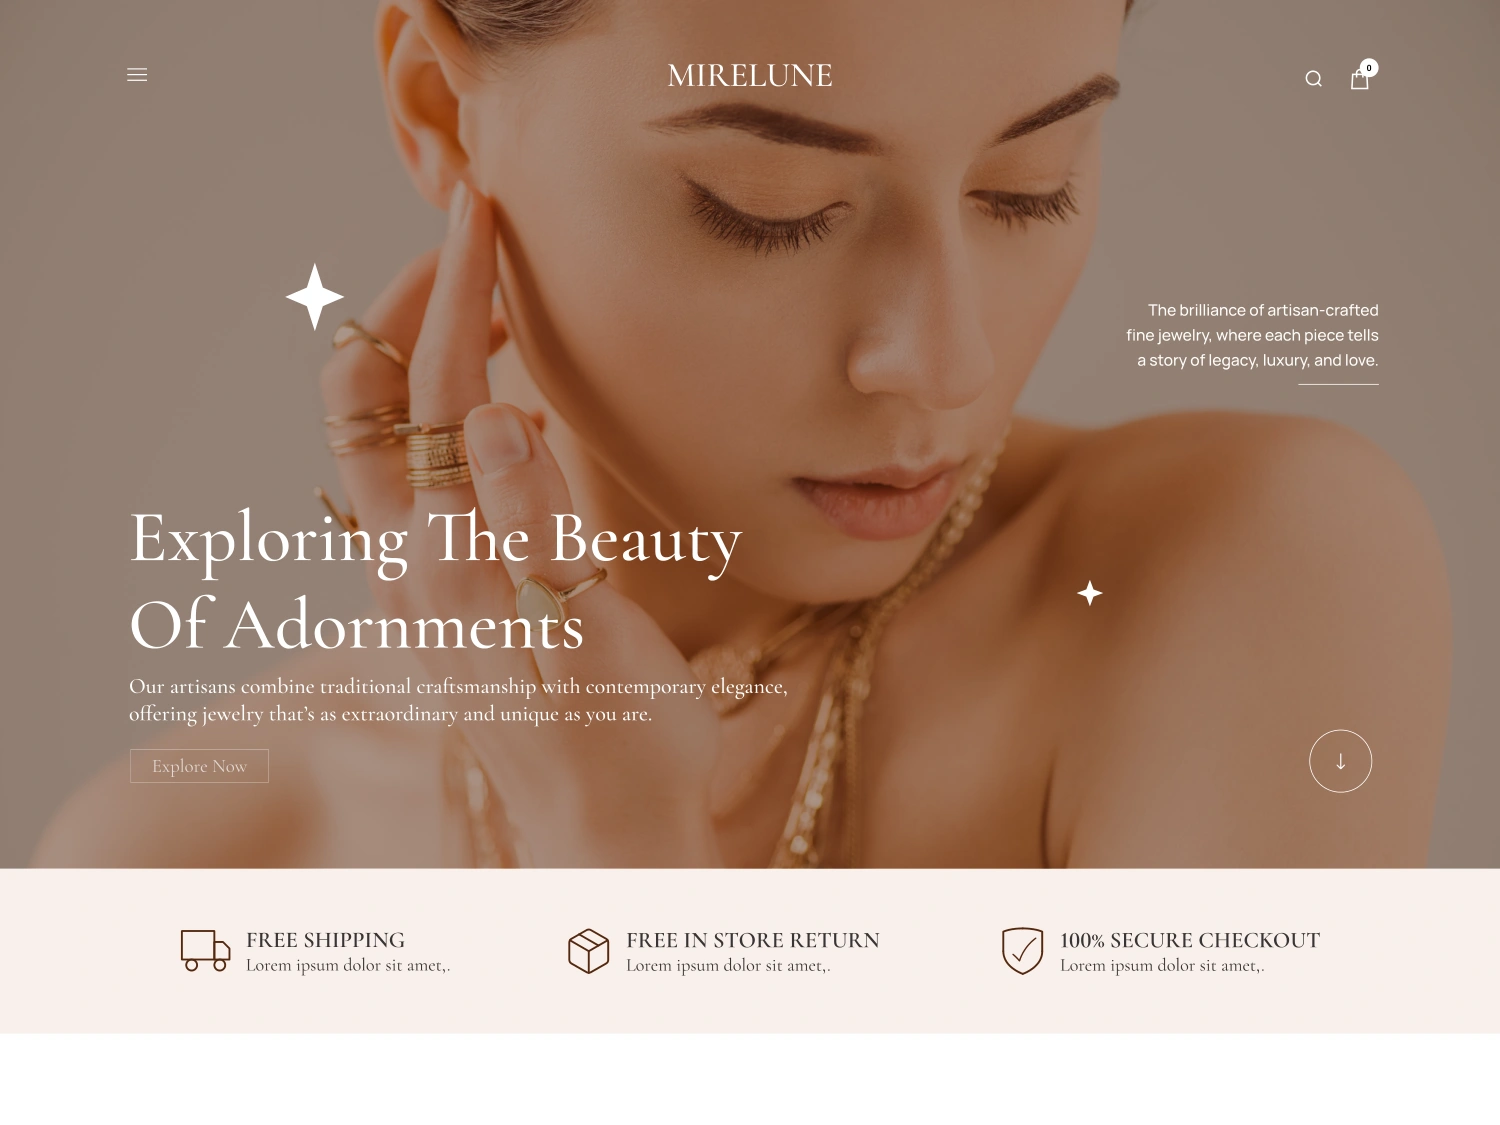 MIRELUNE
0
The brilliance of artisan-crafted
fine jewelry, where each piece tells
a story of legacy, luxury, and love.
Exploring The Beauty
Of Adornments
Our artisans combine traditional craftsmanship with contemporary elegance,
offering jewelry that’s as extraordinary and unique as you are.
Explore Now
FREE SHIPPING
Lorem ipsum dolor sit amet,.
FREE IN STORE RETURN
Lorem ipsum dolor sit amet,.
100% SECURE CHECKOUT
Lorem ipsum dolor sit amet,.